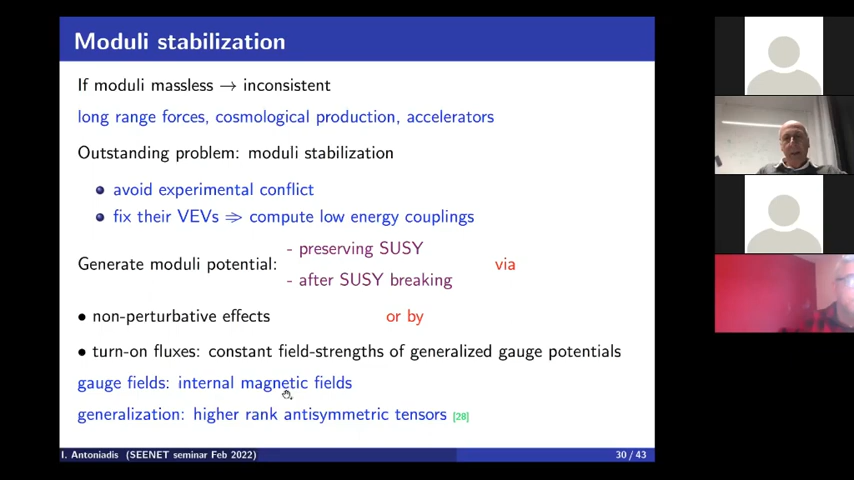 Moduli stabilization
If moduli massless → inconsistent
long range forces, cosmological production, accelerators
Outstanding problem: moduli stabilization
• avoid experimental conflict
• fix their VEVs ⇒ compute low energy couplings
- preserving SUSY
Generate moduli potential: via
- after SUSY breaking
• non-perturbative effects or by
• turn-on fluxes: constant field-strengths of generalized gauge potentials
gauge fields: internal magnetic fields
generalization: higher rank antisymmetric tensors [28]
I. Antoniadis (SEENET seminar Feb 2022) 30 / 43